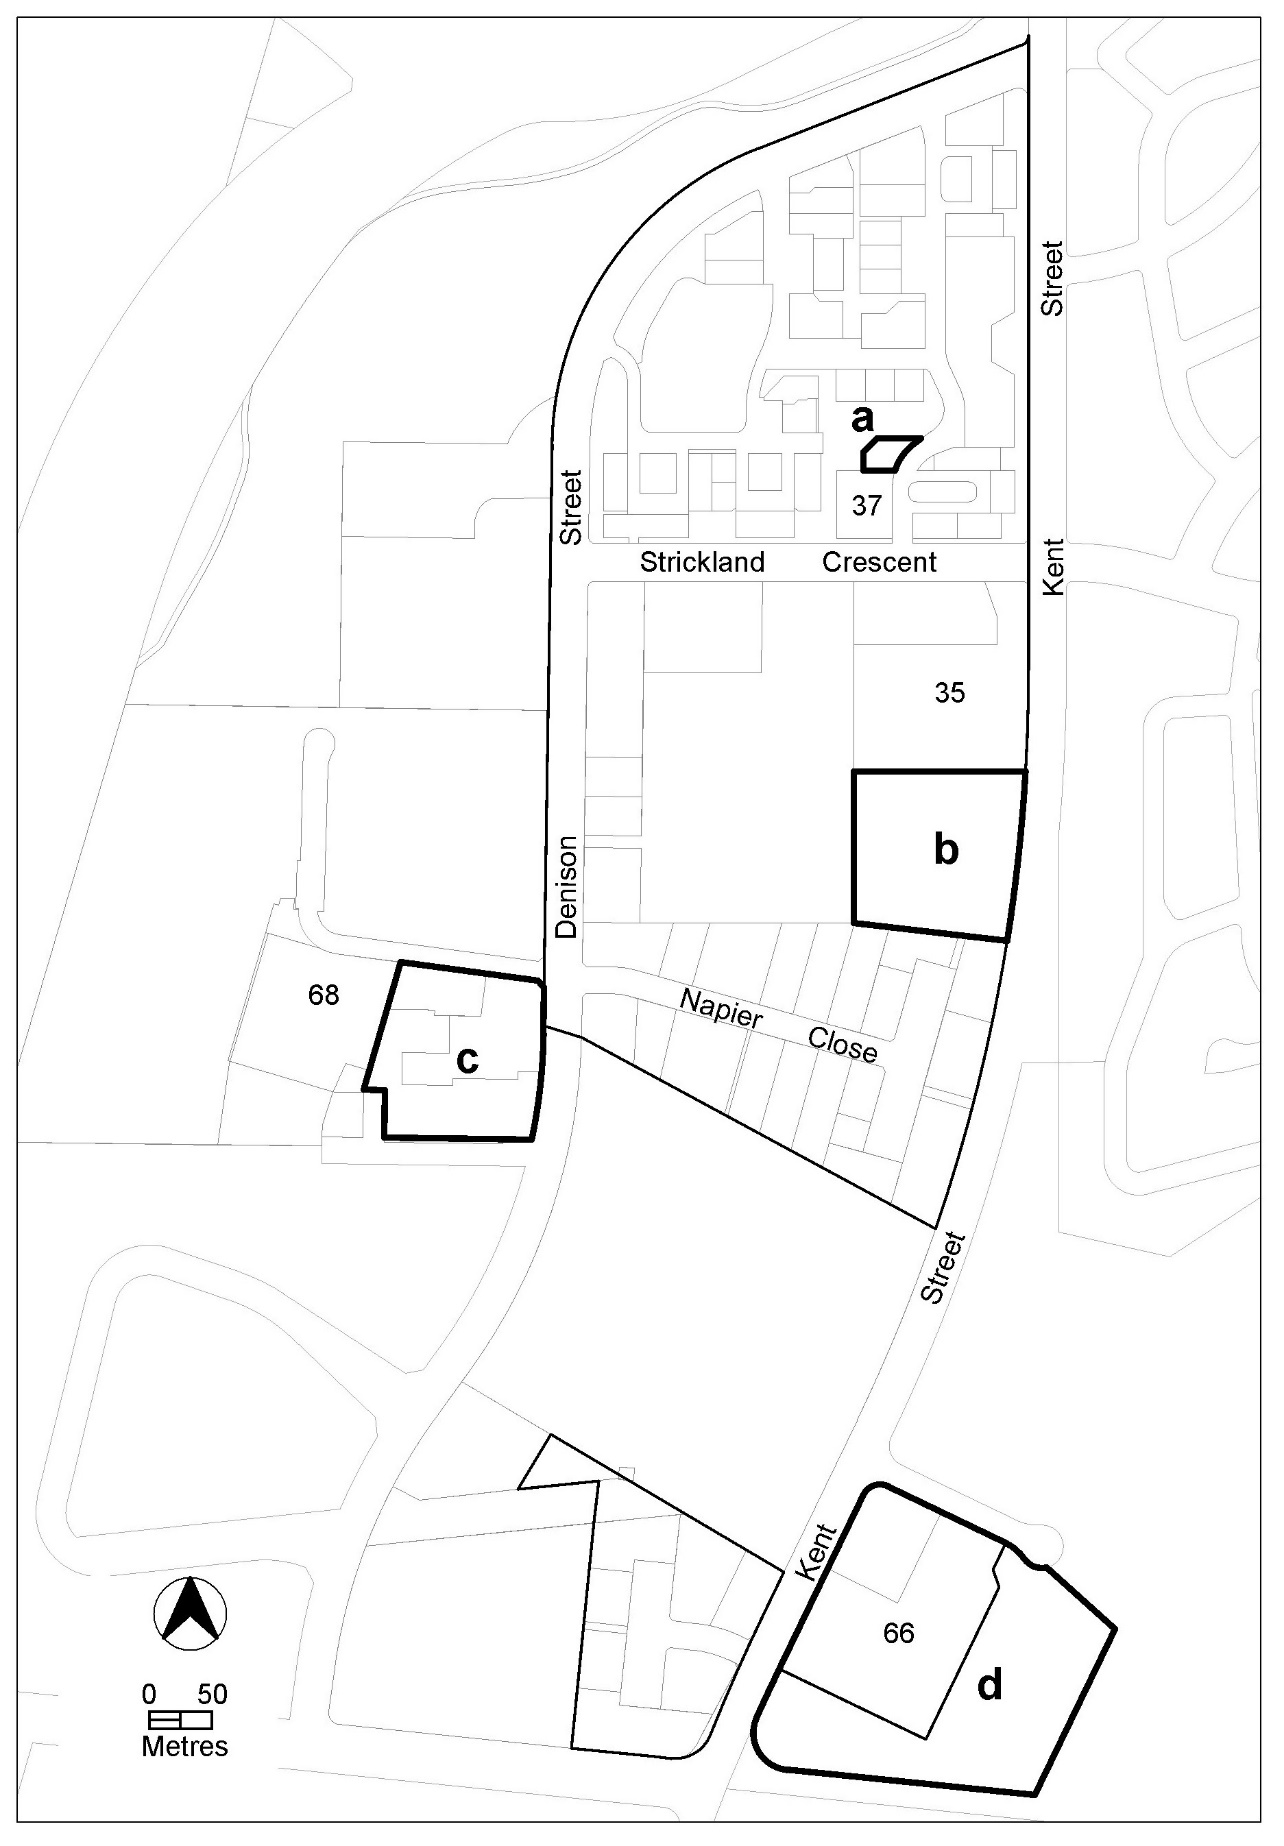 Street
a
37
Street
Strickland Crescent
Kent
35
b
Denison
68
Napier Close
c
Street
Kent
66
d
0 50
Metres